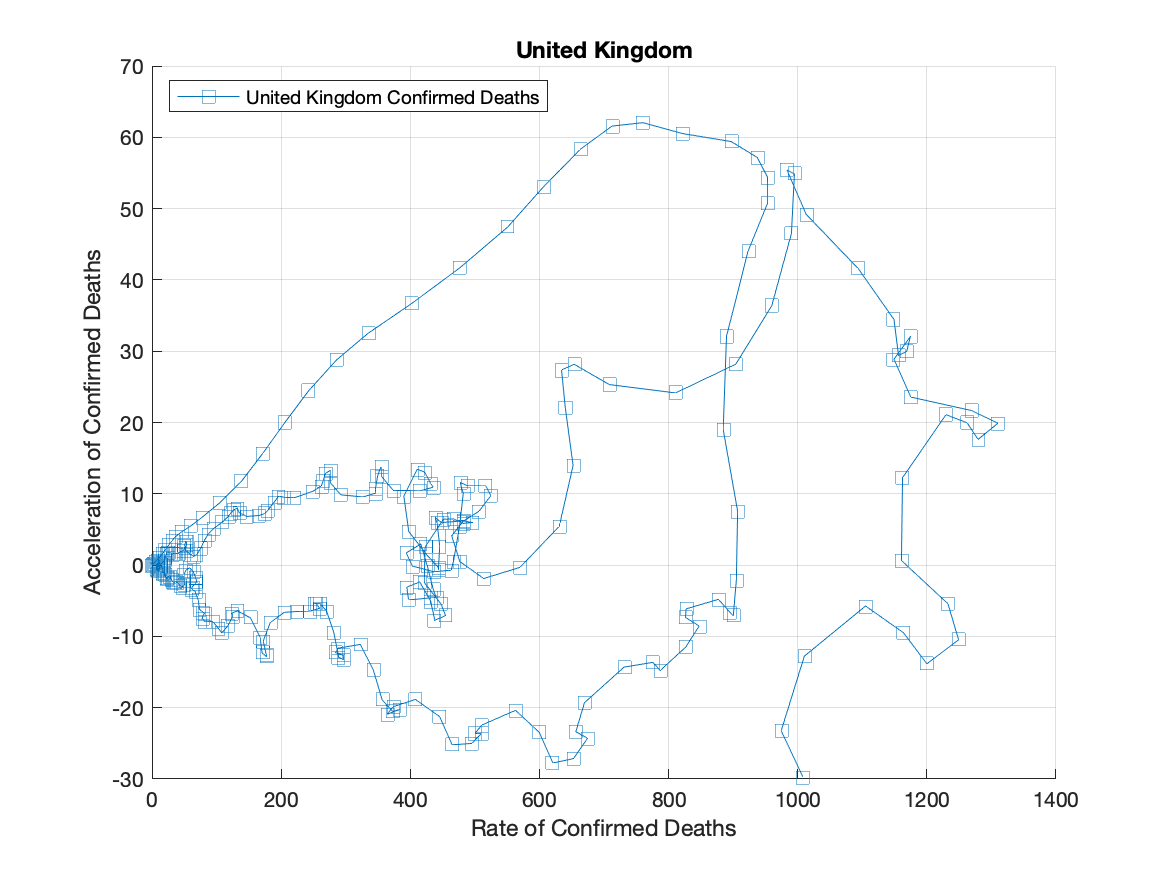 United Kingdom
United Kingdom Confirmed Deaths
70
60
50
40
30
20
10
0
-10
-20
-30
Acceleration of Confirmed Deaths
0 200 400 600 800 1000 1200 1400
Rate of Confirmed Deaths